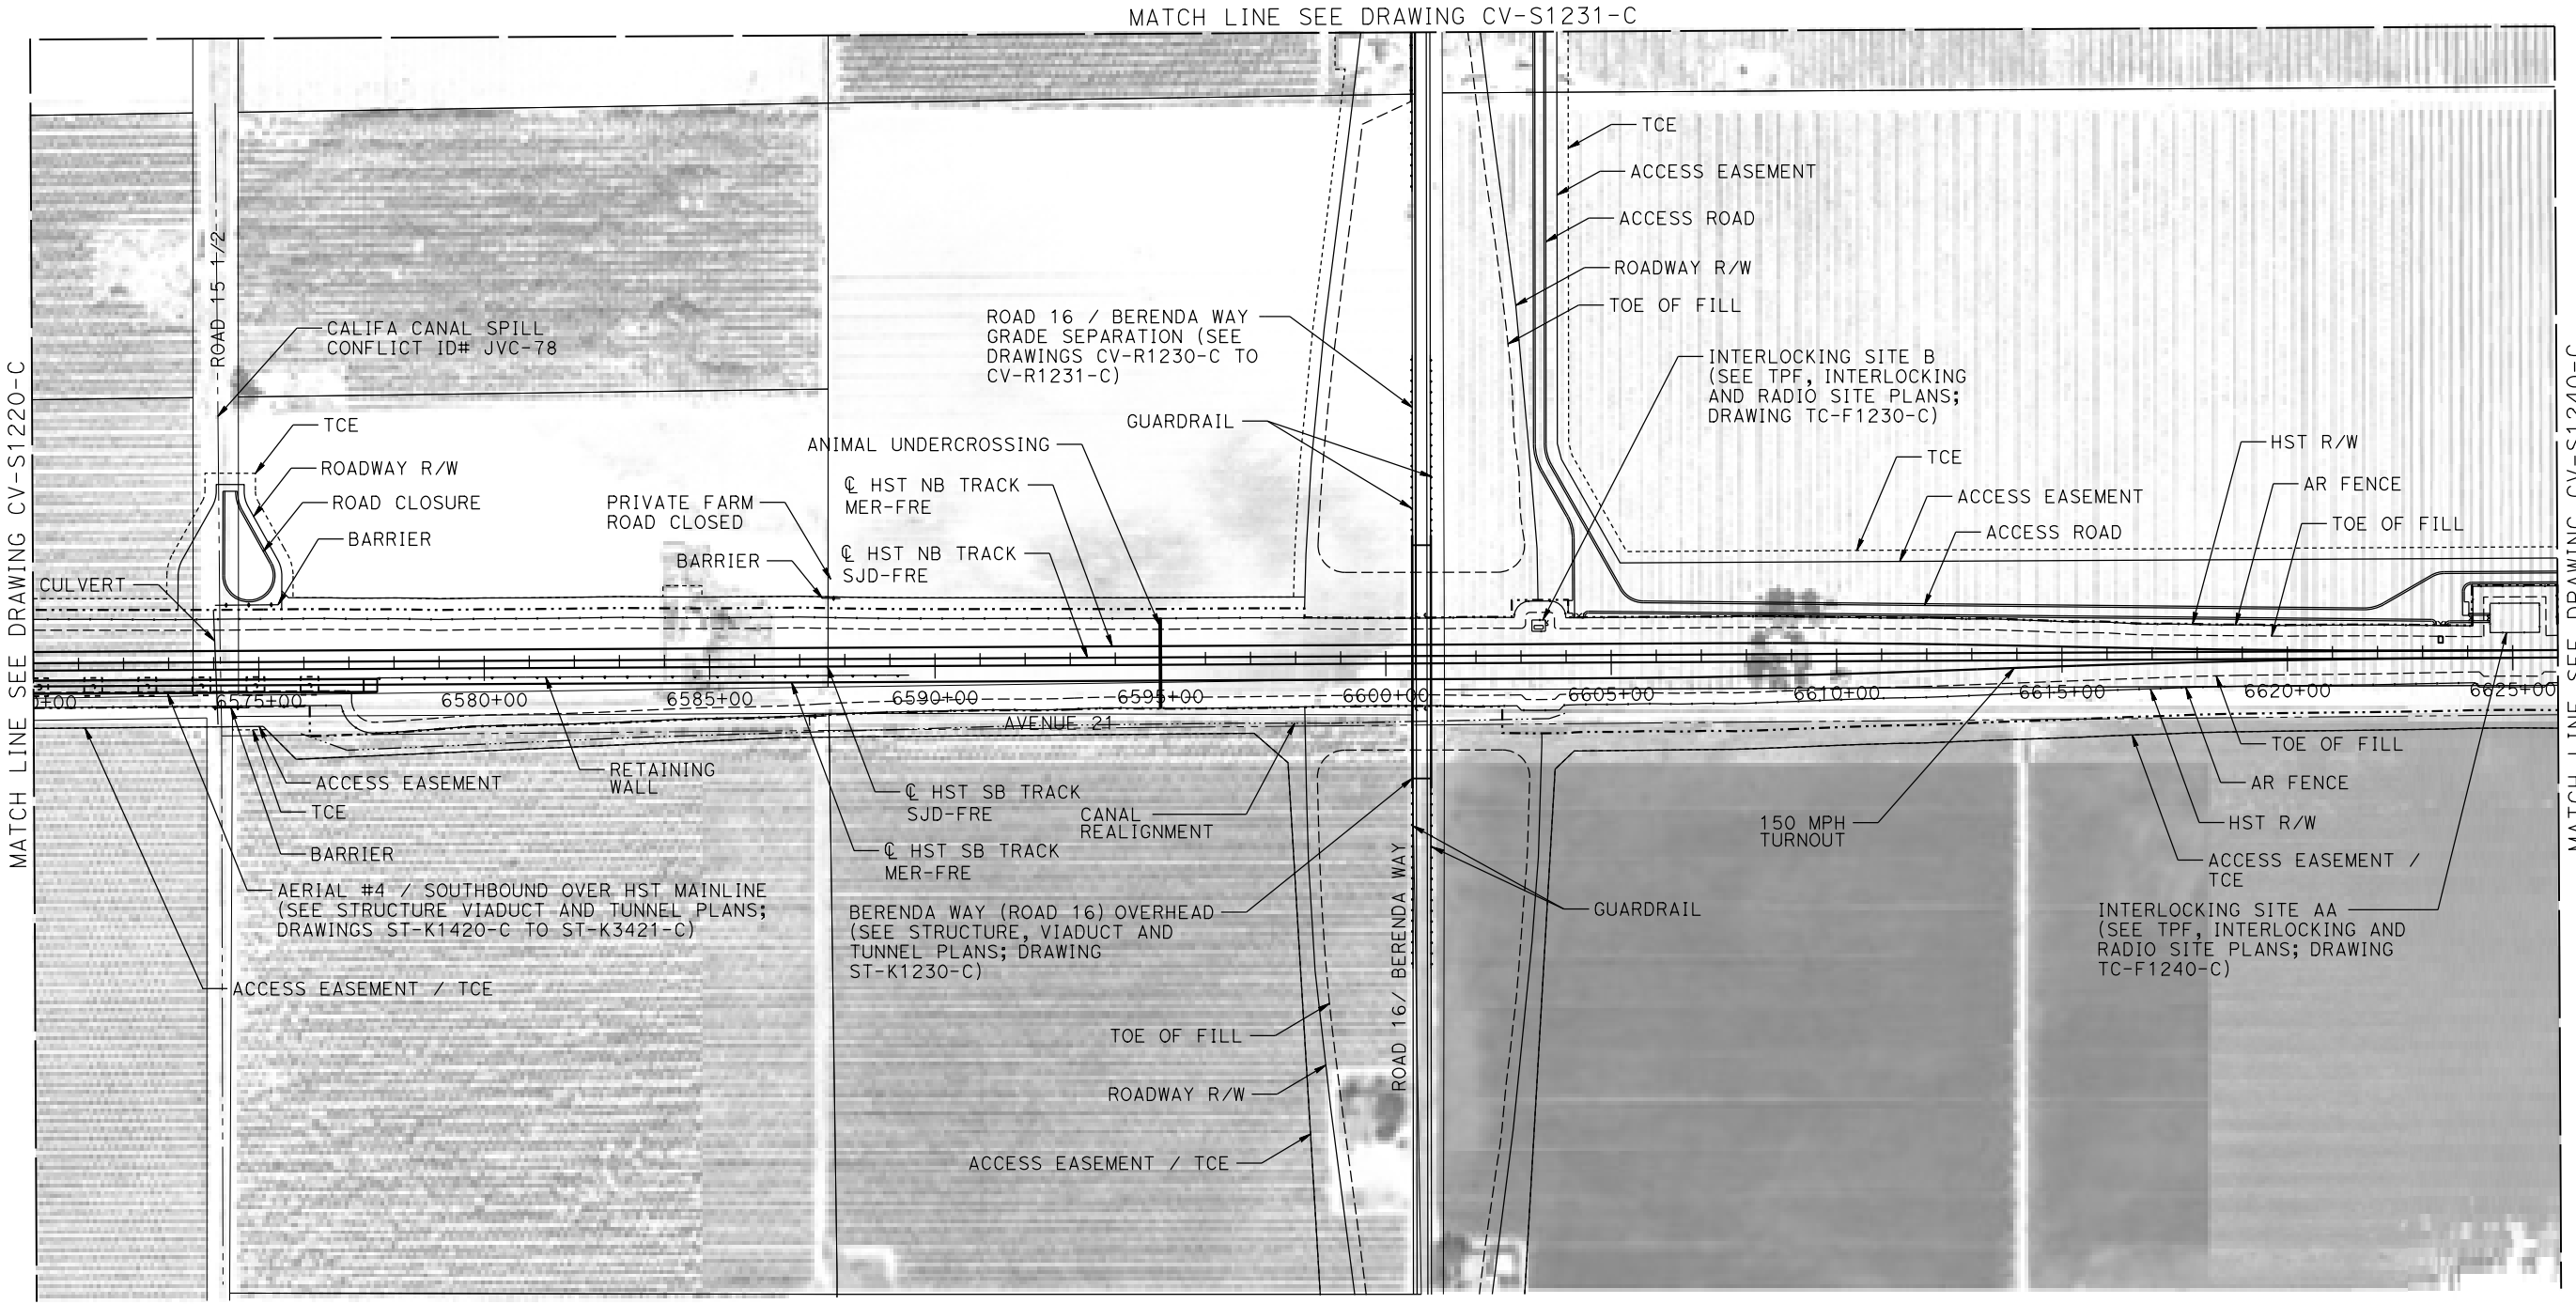 MATCH LINE SEE DRAWING CV-S1231-C
MATCH LINE SEE DRAWING CV-S1220-C
MATCH LINE SEE DRAWING CV-S1240-C
ROAD 15 1/2
CALIFA CANAL SPILL
CONFLICT ID# JVC-78
TCE
ROADWAY R/W
ROAD CLOSURE
BARRIER
CULVERT
PRIVATE FARM
ROAD CLOSED
BARRIER
ANIMAL UNDERCROSSING
℄ HST NB TRACK
MER-FRE
℄ HST NB TRACK
SJD-FRE
ROAD 16 / BERENDA WAY
GRADE SEPARATION (SEE
DRAWINGS CV-R1230-C TO
CV-R1231-C)
GUARDRAIL
TCE
ACCESS EASEMENT
ACCESS ROAD
ROADWAY R/W
TOE OF FILL
INTERLOCKING SITE B
(SEE TPF, INTERLOCKING
AND RADIO SITE PLANS;
DRAWING TC-F1230-C)
TCE
ACCESS EASEMENT
ACCESS ROAD
HST R/W
AR FENCE
TOE OF FILL
0+00
6575+00
6580+00
6585+00
6590+00
6595+00
6600+00
6605+00
6610+00
6615+00
6620+00
6625+00
AVENUE 21
ACCESS EASEMENT
TCE
BARRIER
RETAINING
WALL
AERIAL #4 / SOUTHBOUND OVER HST MAINLINE
(SEE STRUCTURE VIADUCT AND TUNNEL PLANS;
DRAWINGS ST-K1420-C TO ST-K3421-C)
ACCESS EASEMENT / TCE
℄ HST SB TRACK
SJD-FRE
℄ HST SB TRACK
MER-FRE
CANAL
REALIGNMENT
BERENDA WAY (ROAD 16) OVERHEAD
(SEE STRUCTURE, VIADUCT AND
TUNNEL PLANS; DRAWING
ST-K1230-C)
ROAD 16/ BERENDA WAY
TOE OF FILL
ROADWAY R/W
ACCESS EASEMENT / TCE
GUARDRAIL
150 MPH
TURNOUT
TOE OF FILL
AR FENCE
HST R/W
ACCESS EASEMENT /
TCE
INTERLOCKING SITE AA
(SEE TPF, INTERLOCKING AND
RADIO SITE PLANS; DRAWING
TC-F1240-C)